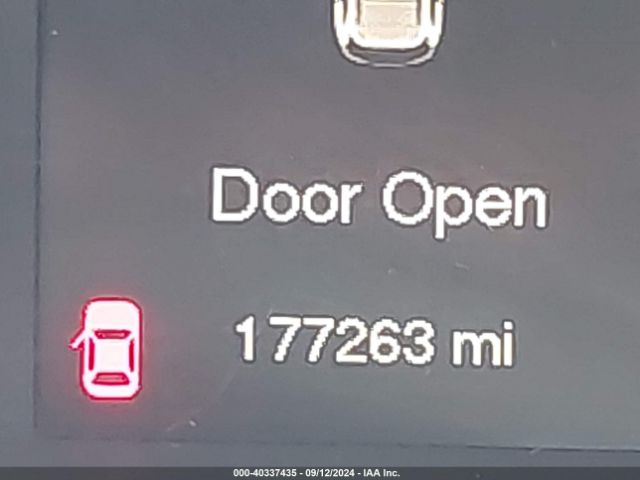 Door Open
177263 mi
000-40337435 - 09/12/2024 - IAA Inc.